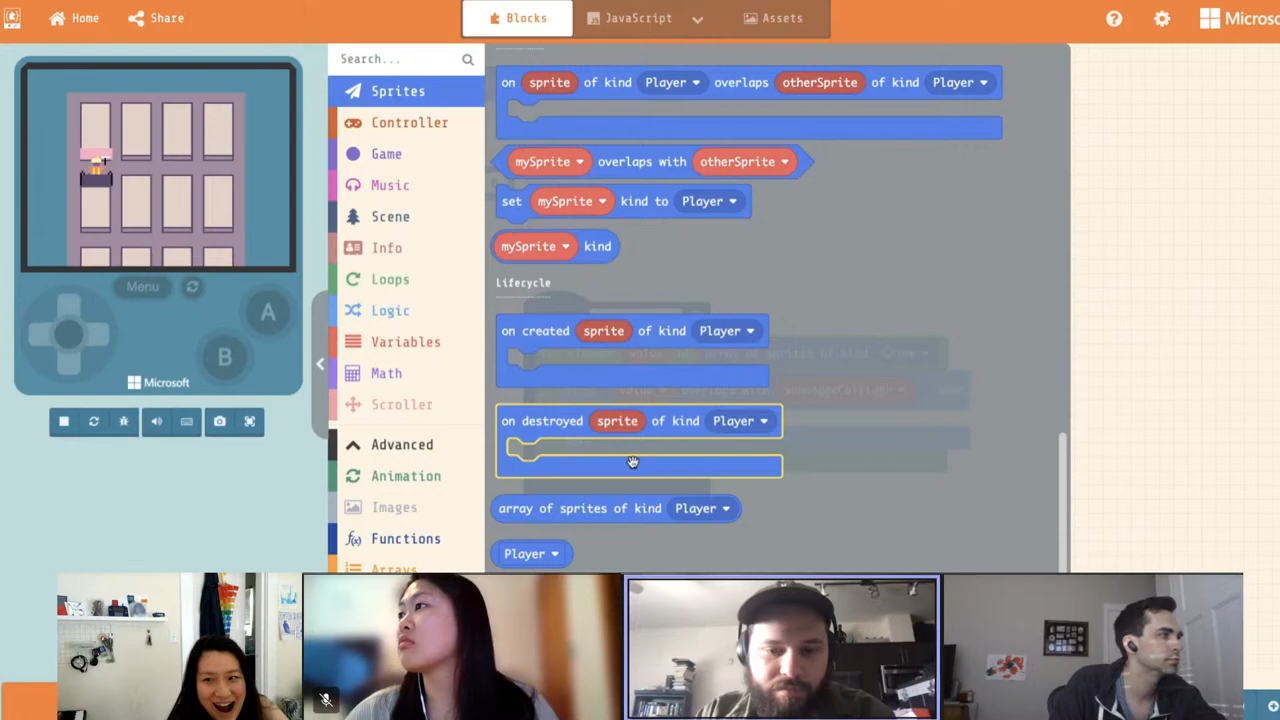 Home
Share
Blocks
JavaScript
Assets
Microso
Menu
A
B
Microsoft
Search...
Sprites
Controller
Game
Music
Scene
Info
Loops
Logic
Variables
Math
Scroller
Advanced
Animation
Images
Functions
Arrays
on sprite of kind Player overlaps otherSprite of kind Player
mySprite overlaps with otherSprite
set mySprite kind to Player
mySprite kind
Lifecycle
on created sprite of kind Player
on destroyed sprite of kind Player
array of sprites of kind Player
Player